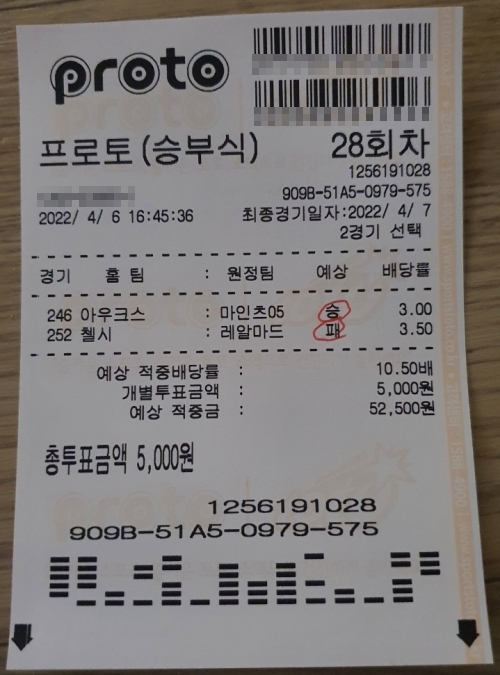 proto
프로토 (승부식) 28회차
1256191028
909B-51A5-0979-575
2022/ 4/ 6 16:45:36 최종경기일자:2022/ 4/ 7
2경기 선택
경기 홈 팀 : 원정팀 예상 배당률
246 아우크스 : 마인츠05 승 3.00
252 첼시 : 레알마드 패 3.50
예상 적중배당률 : 10.50배
개별투표금액 : 5,000원
예상 적중금 : 52,500원
총투표금액 5,000원
1256191028
909B-51A5-0979-575